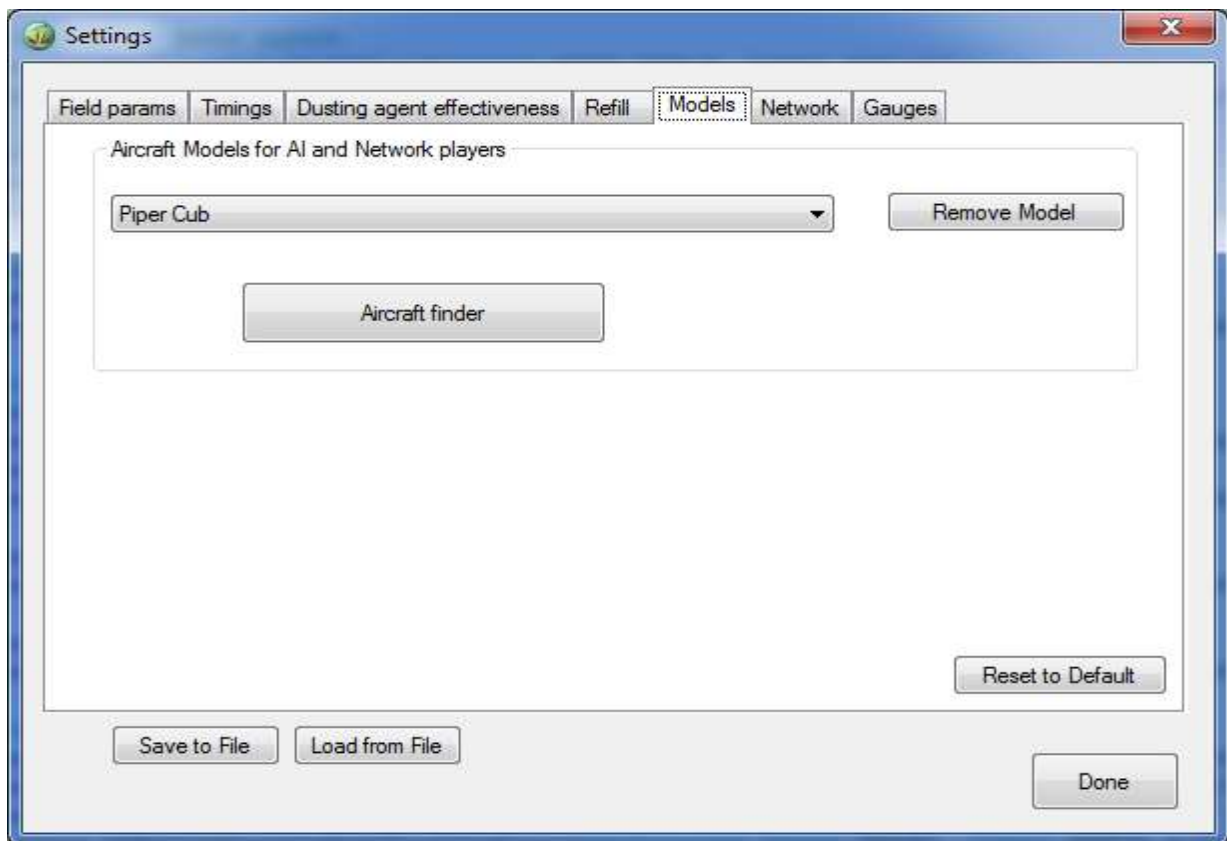 Settings
Field params Timings Dusting agent effectiveness Refill Models Network Gauges
Aircraft Models for AI and Network players
Piper Cub Remove Model
Aircraft finder
Reset to Default
Save to File Load from File
Done